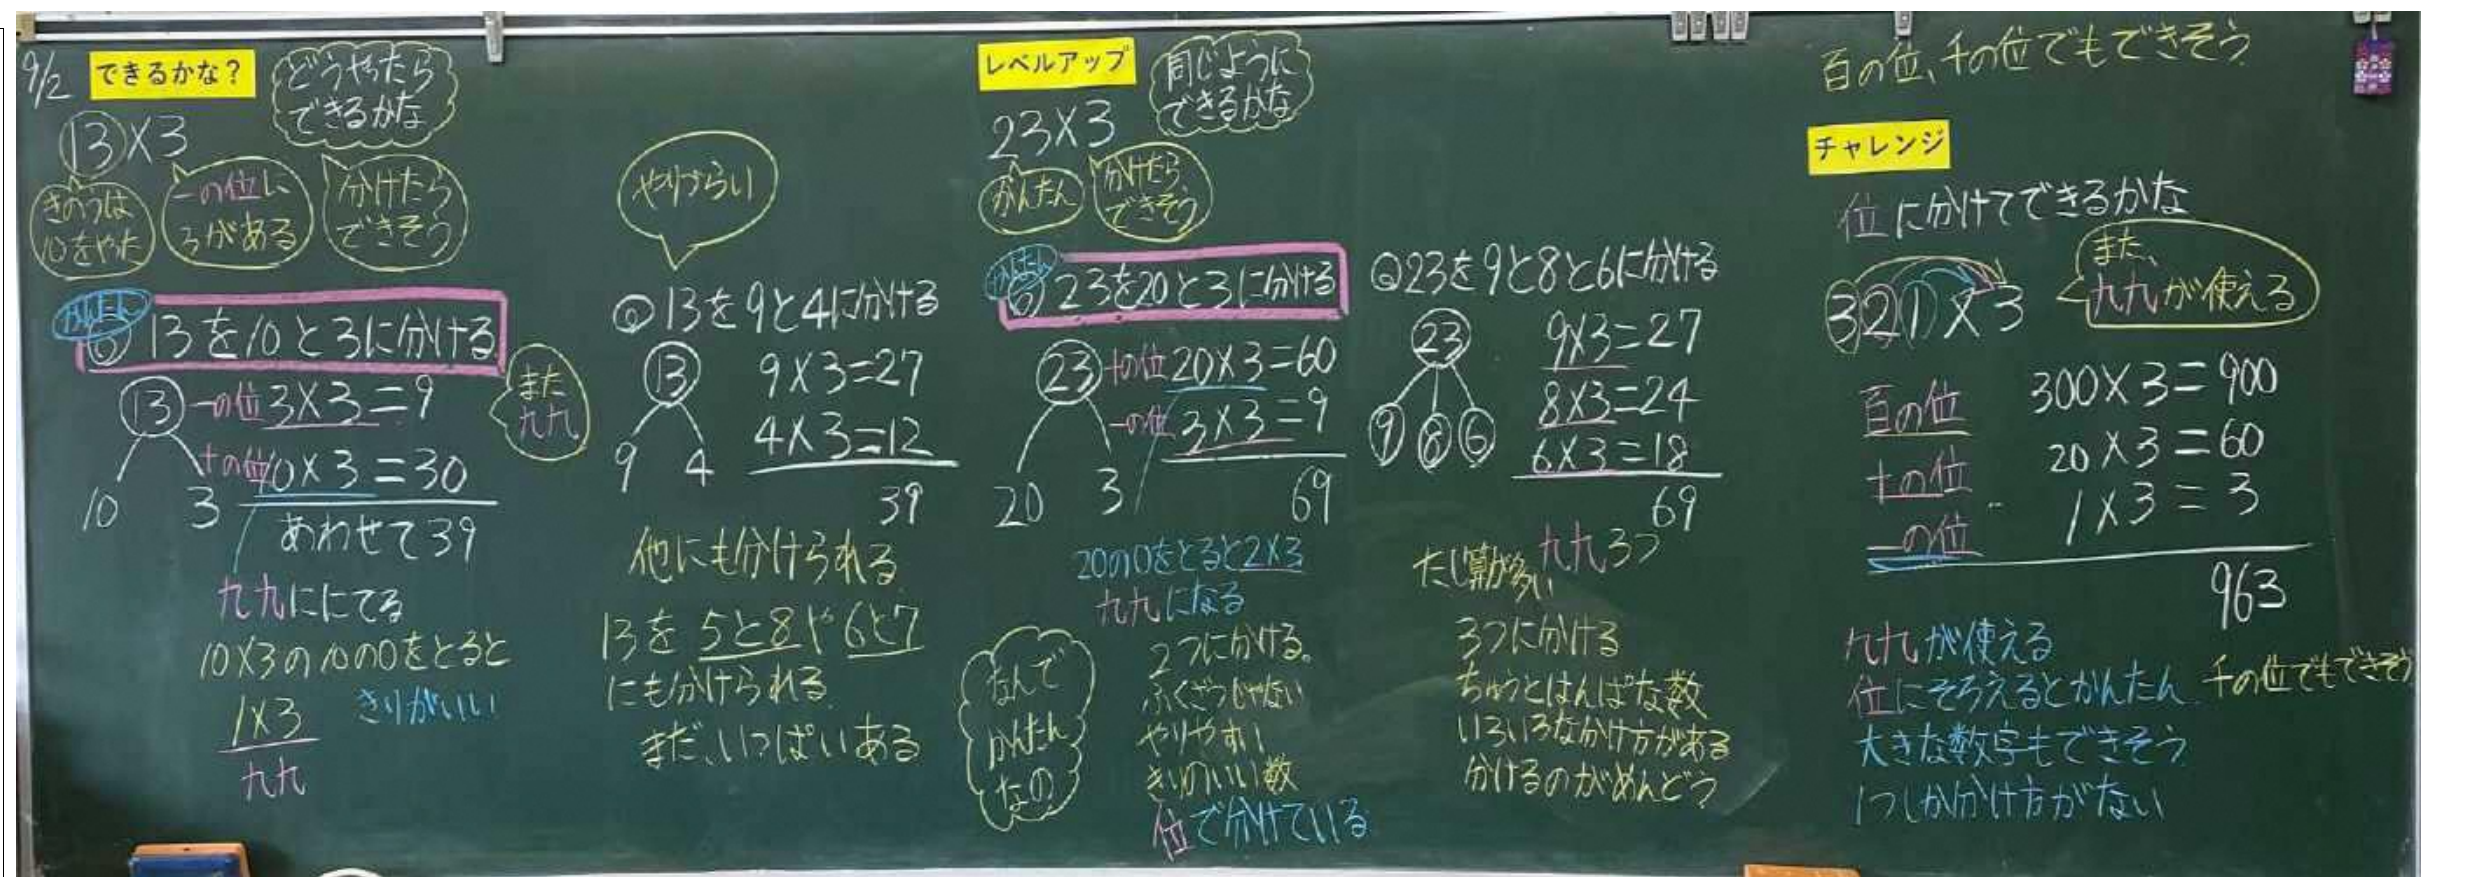 9/2
できるかな？
どうやったら
できるかな
13×3
きのうは
10をやった
一の位に
3がある
分けたら
できそう
かんたん
あ 13を10と3に分ける
13
10
3
一の位 3×3=9
十の位 10×3=30
あわせて39
また
九九
九九ににてる
10×3の10の0をとると
1×3
九九
きりがいい
やりづらい
い 13を9と4に分ける
13
9
4
9×3=27
4×3=12
39
他にも分けられる
13を5と8や6と7
にも分けられる
まだ、いっぱいある
レベルアップ
同じように
できるかな
23×3
かんたん
分けたら
できそう
かんたん
23を20と3に分ける
23
20
3
十の位 20×3=60
一の位 3×3=9
69
20の0をとると2×3
九九になる
なんで
かんたん
なの
2つに分ける。
ふくざつじゃない
やりやすい
きりのいい数
位で分けている
23を9と8と6に分ける
23
9 8 6
9×3=27
8×3=24
6×3=18
69
九九3つ
たし算が多い
3つに分ける
ちゅうとはんぱな数
いろいろな分け方がある
分けるのがめんどう
百の位、千の位でもできそう
チャレンジ
位に分けてできるかな
321×3
また、
九九が使える
百の位 300×3=900
十の位 20×3=60
一の位 1×3=3
963
九九が使える
位にそろえるとかんたん
大きな数字もできそう
1つしか分け方がない
千の位でもできそう